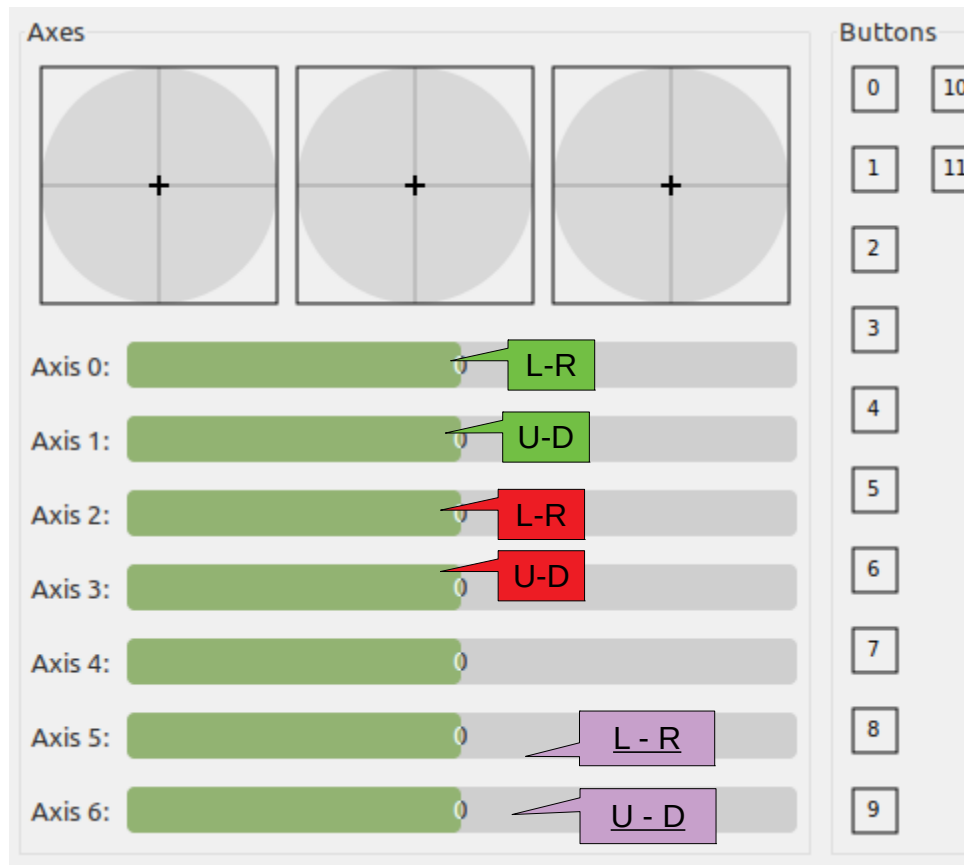 Axes
Axis 0: 0 L-R
Axis 1: 0 U-D
Axis 2: 0 L-R
Axis 3: 0 U-D
Axis 4: 0
Axis 5: 0 L - R
Axis 6: 0 U - D
Buttons
0 10
1 11
2
3
4
5
6
7
8
9